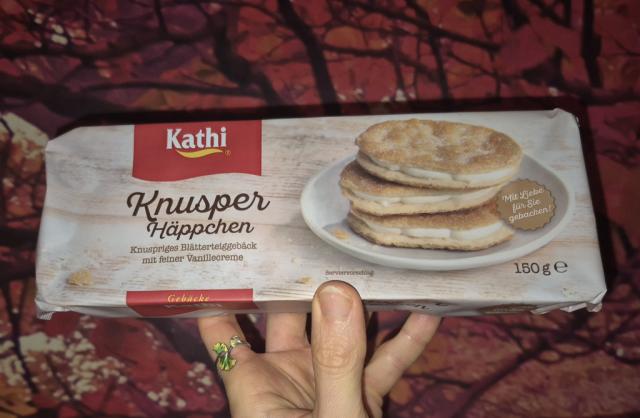 Kathi
®
Knusper
Häppchen
Knuspriges Blätterteiggebäck
mit feiner Vanillecreme
Mit Liebe
für Sie
gebacken!
150g ℮
Serviervorschlag
Gebäcke